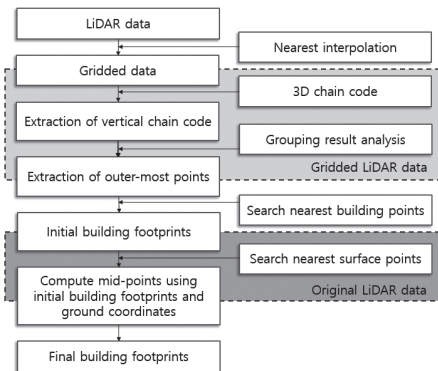 LiDAR data
Nearest interpolation
Gridded data
3D chain code
Extraction of vertical chain code
Grouping result analysis
Gridded LiDAR data
Extraction of outer-most points
Search nearest building points
Initial building footprints
Search nearest surface points
Compute mid-points using
initial building footprints and
ground coordinates
Original LiDAR data
Final building footprints